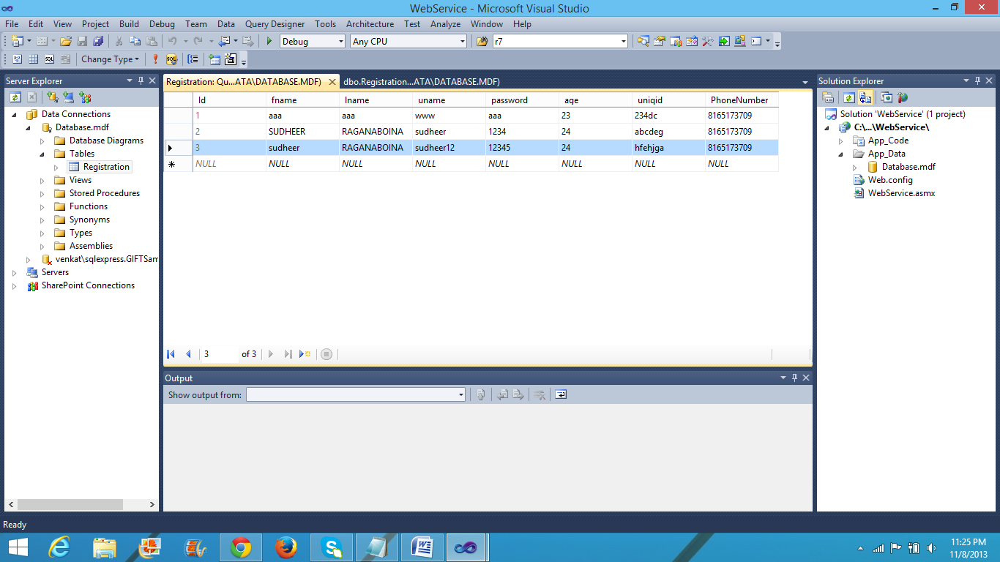 WebService - Microsoft Visual Studio
File Edit View Project Build Debug Team Data Query Designer Tools Architecture Test Analyze Window Help
Debug Any CPU r7
SQL Change Type SQL
Server Explorer
Data Connections
Database.mdf
Database Diagrams
Tables
Registration
Views
Stored Procedures
Functions
Synonyms
Types
Assemblies
venkat\sqlexpress.GIFTSam
Servers
SharePoint Connections
Registration: Qu...ATA\DATABASE.MDF) dbo.Registration...ATA\DATABASE.MDF)
Id fname lname uname password age uniqid PhoneNumber
1 aaa aaa www aaa 23 234dc 8165173709
2 SUDHEER RAGANABOINA sudheer 1234 24 abcdeg 8165173709
3 sudheer RAGANABOINA sudheer12 12345 24 hfehjga 8165173709
NULL NULL NULL NULL NULL NULL NULL NULL
3 of 3
Output
Show output from:
Solution Explorer
Solution 'WebService' (1 project)
C:\...\WebService\
App_Code
App_Data
Database.mdf
Web.config
WebService.asmx
Ready
11:25 PM
11/8/2013